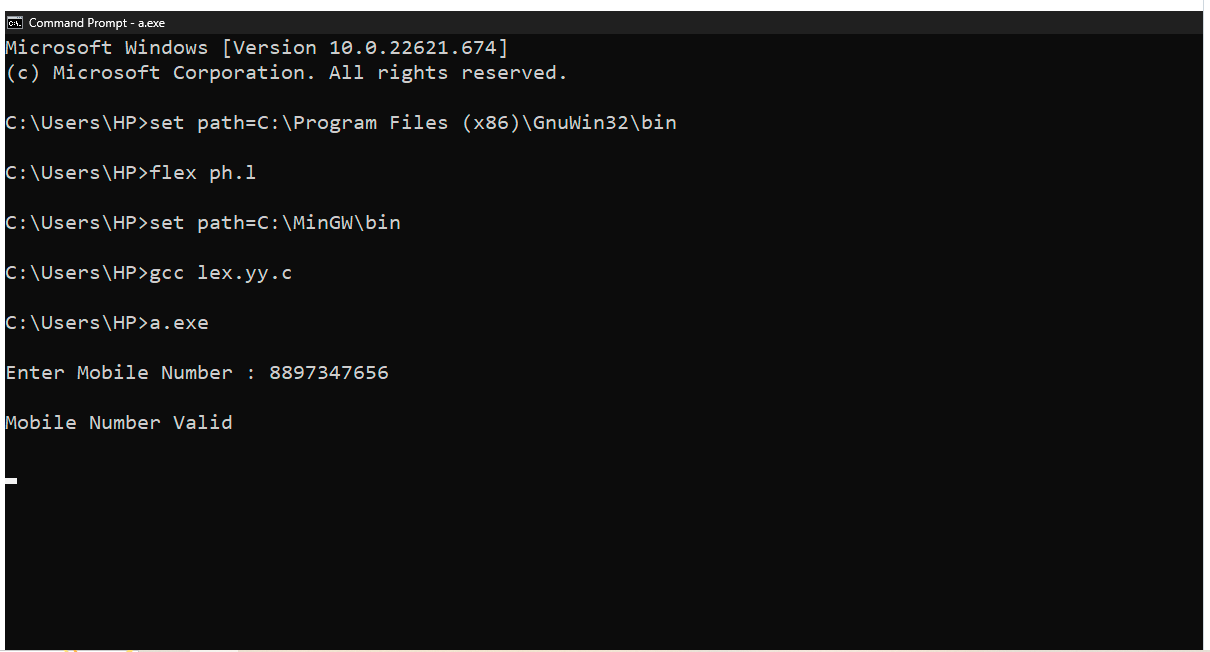 Command Prompt - a.exe
Microsoft Windows [Version 10.0.22621.674]
(c) Microsoft Corporation. All rights reserved.
C:\Users\HP>set path=C:\Program Files (x86)\GnuWin32\bin
C:\Users\HP>flex ph.l
C:\Users\HP>set path=C:\MinGW\bin
C:\Users\HP>gcc lex.yy.c
C:\Users\HP>a.exe
Enter Mobile Number : 8897347656
Mobile Number Valid